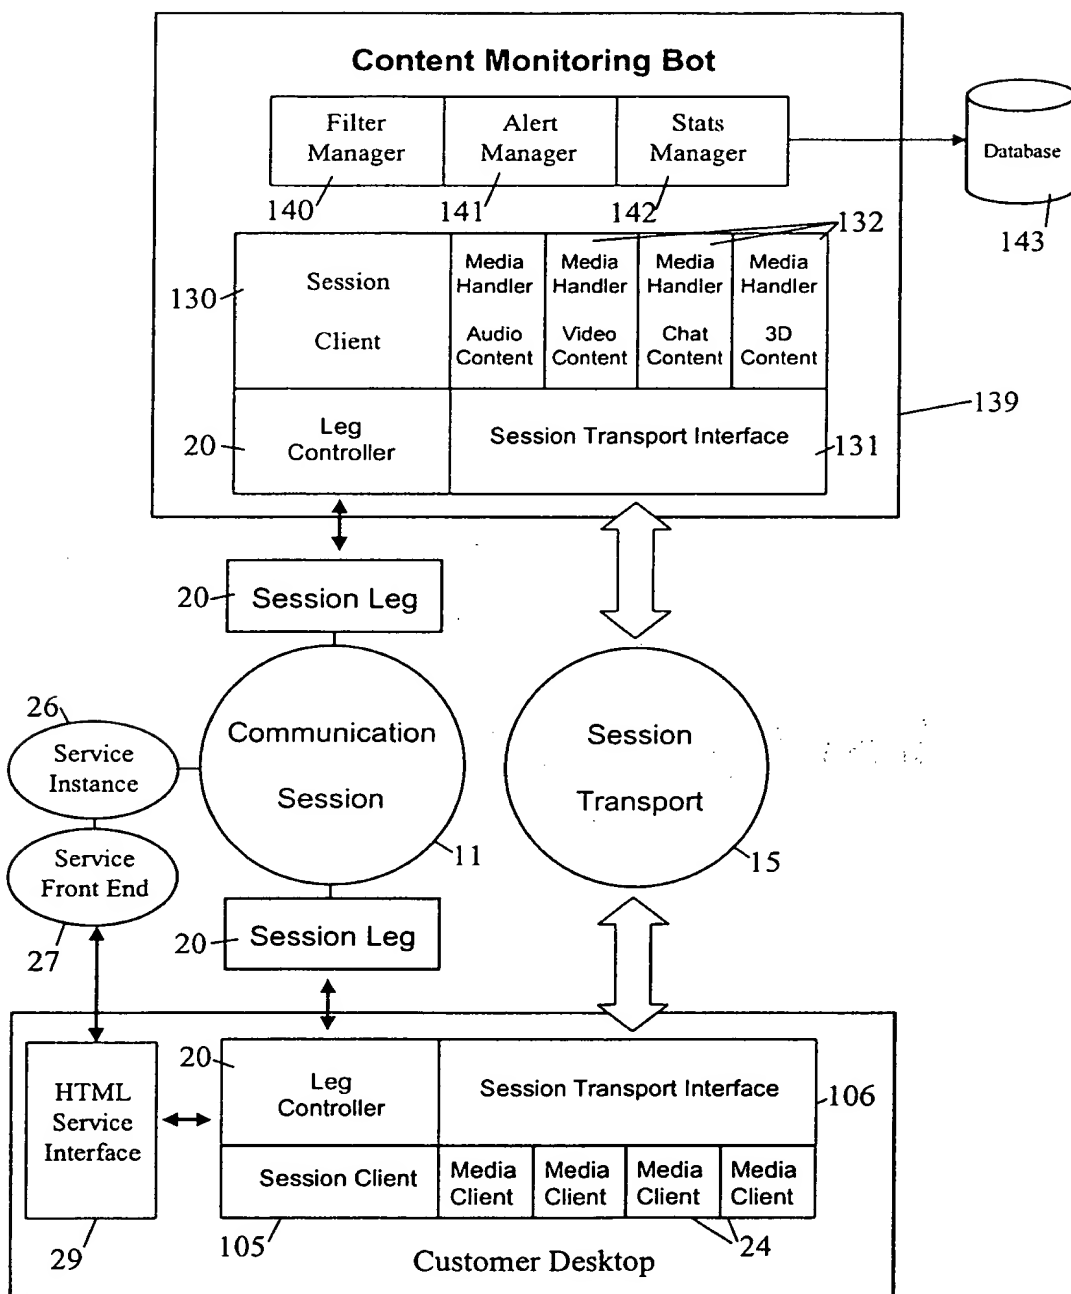 Content Monitoring Bot
Filter
Manager
Alert
Manager
Stats
Manager
Database
140
141
142
143
132
130
Session
Client
Media
Handler
Audio
Content
Media
Handler
Video
Content
Media
Handler
Chat
Content
Media
Handler
3D
Content
139
20
Leg
Controller
Session Transport Interface
131
20
Session Leg
26
Service
Instance
Communication
Session
11
Session
Transport
15
Service
Front End
27
20
Session Leg
HTML
Service
Interface
29
20
Leg
Controller
Session Transport Interface
106
Session Client
Media
Client
Media
Client
Media
Client
Media
Client
105
24
Customer Desktop